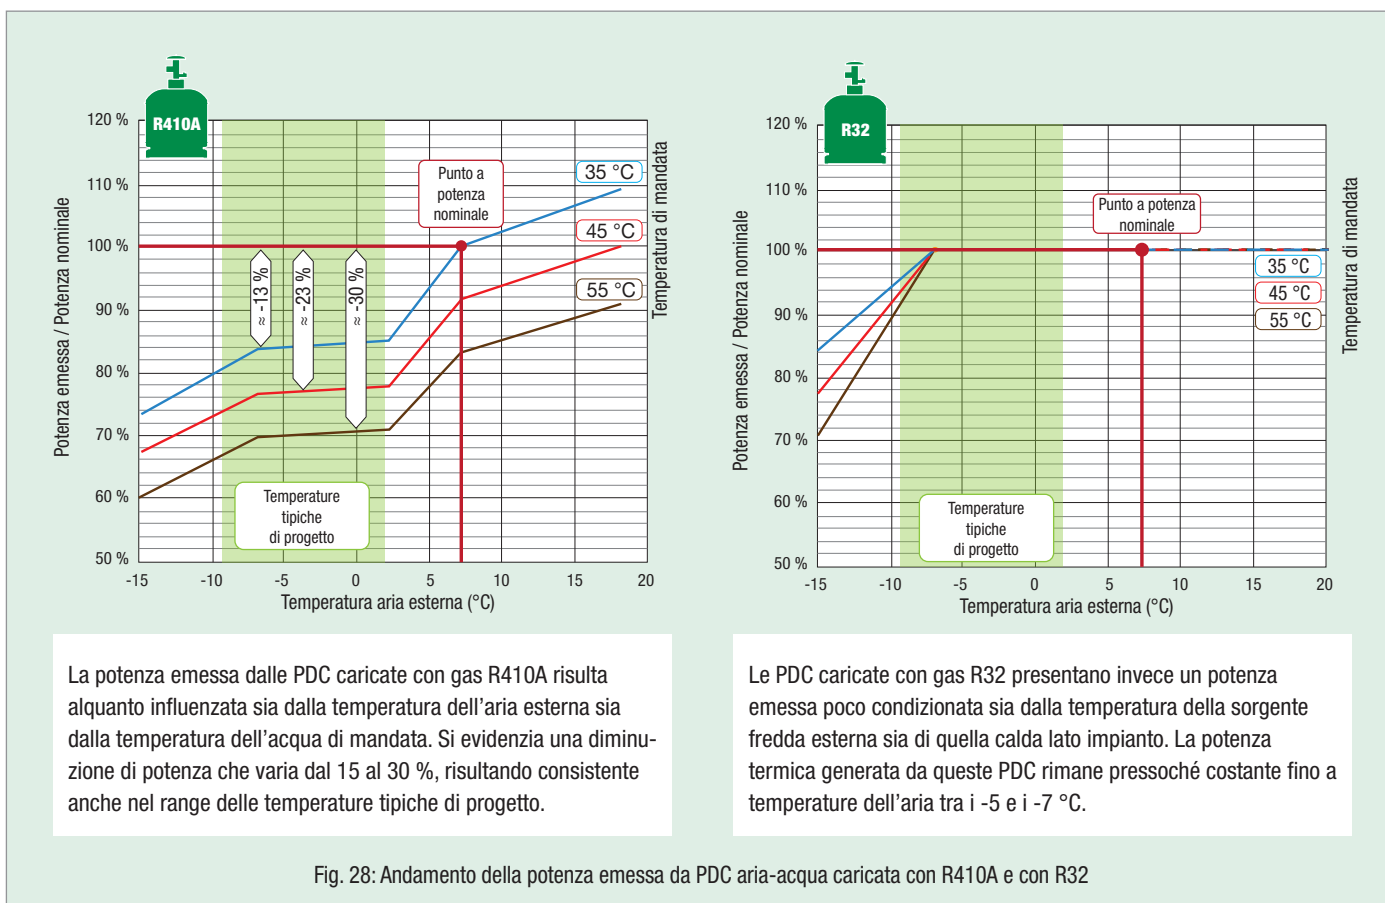 R410A
120 %
110 %
100 %
90 %
80 %
70 %
60 %
50 %
Potenza emessa / Potenza nominale
-15
-10
-5
0
5
10
15
20
Temperatura aria esterna (°C)
Temperatura di mandata
Punto a
potenza
nominale
35 °C
45 °C
55 °C
≈ -13 %
≈ -23 %
≈ -30 %
Temperature
tipiche
di progetto
R32
120 %
110 %
100 %
90 %
80 %
70 %
60 %
50 %
Potenza emessa / Potenza nominale
-15
-10
-5
0
5
10
15
20
Temperatura aria esterna (°C)
Temperatura di mandata
Punto a potenza
nominale
35 °C
45 °C
55 °C
Temperature
tipiche
di progetto
La potenza emessa dalle PDC caricate con gas R410A risulta
alquanto influenzata sia dalla temperatura dell'aria esterna sia
dalla temperatura dell'acqua di mandata. Si evidenzia una diminu-
zione di potenza che varia dal 15 al 30 %, risultando consistente
anche nel range delle temperature tipiche di progetto.
Le PDC caricate con gas R32 presentano invece un potenza
emessa poco condizionata sia dalla temperatura della sorgente
fredda esterna sia di quella calda lato impianto. La potenza
termica generata da queste PDC rimane pressoché costante fino a
temperature dell'aria tra i -5 e i -7 °C.
Fig. 28: Andamento della potenza emessa da PDC aria-acqua caricata con R410A e con R32